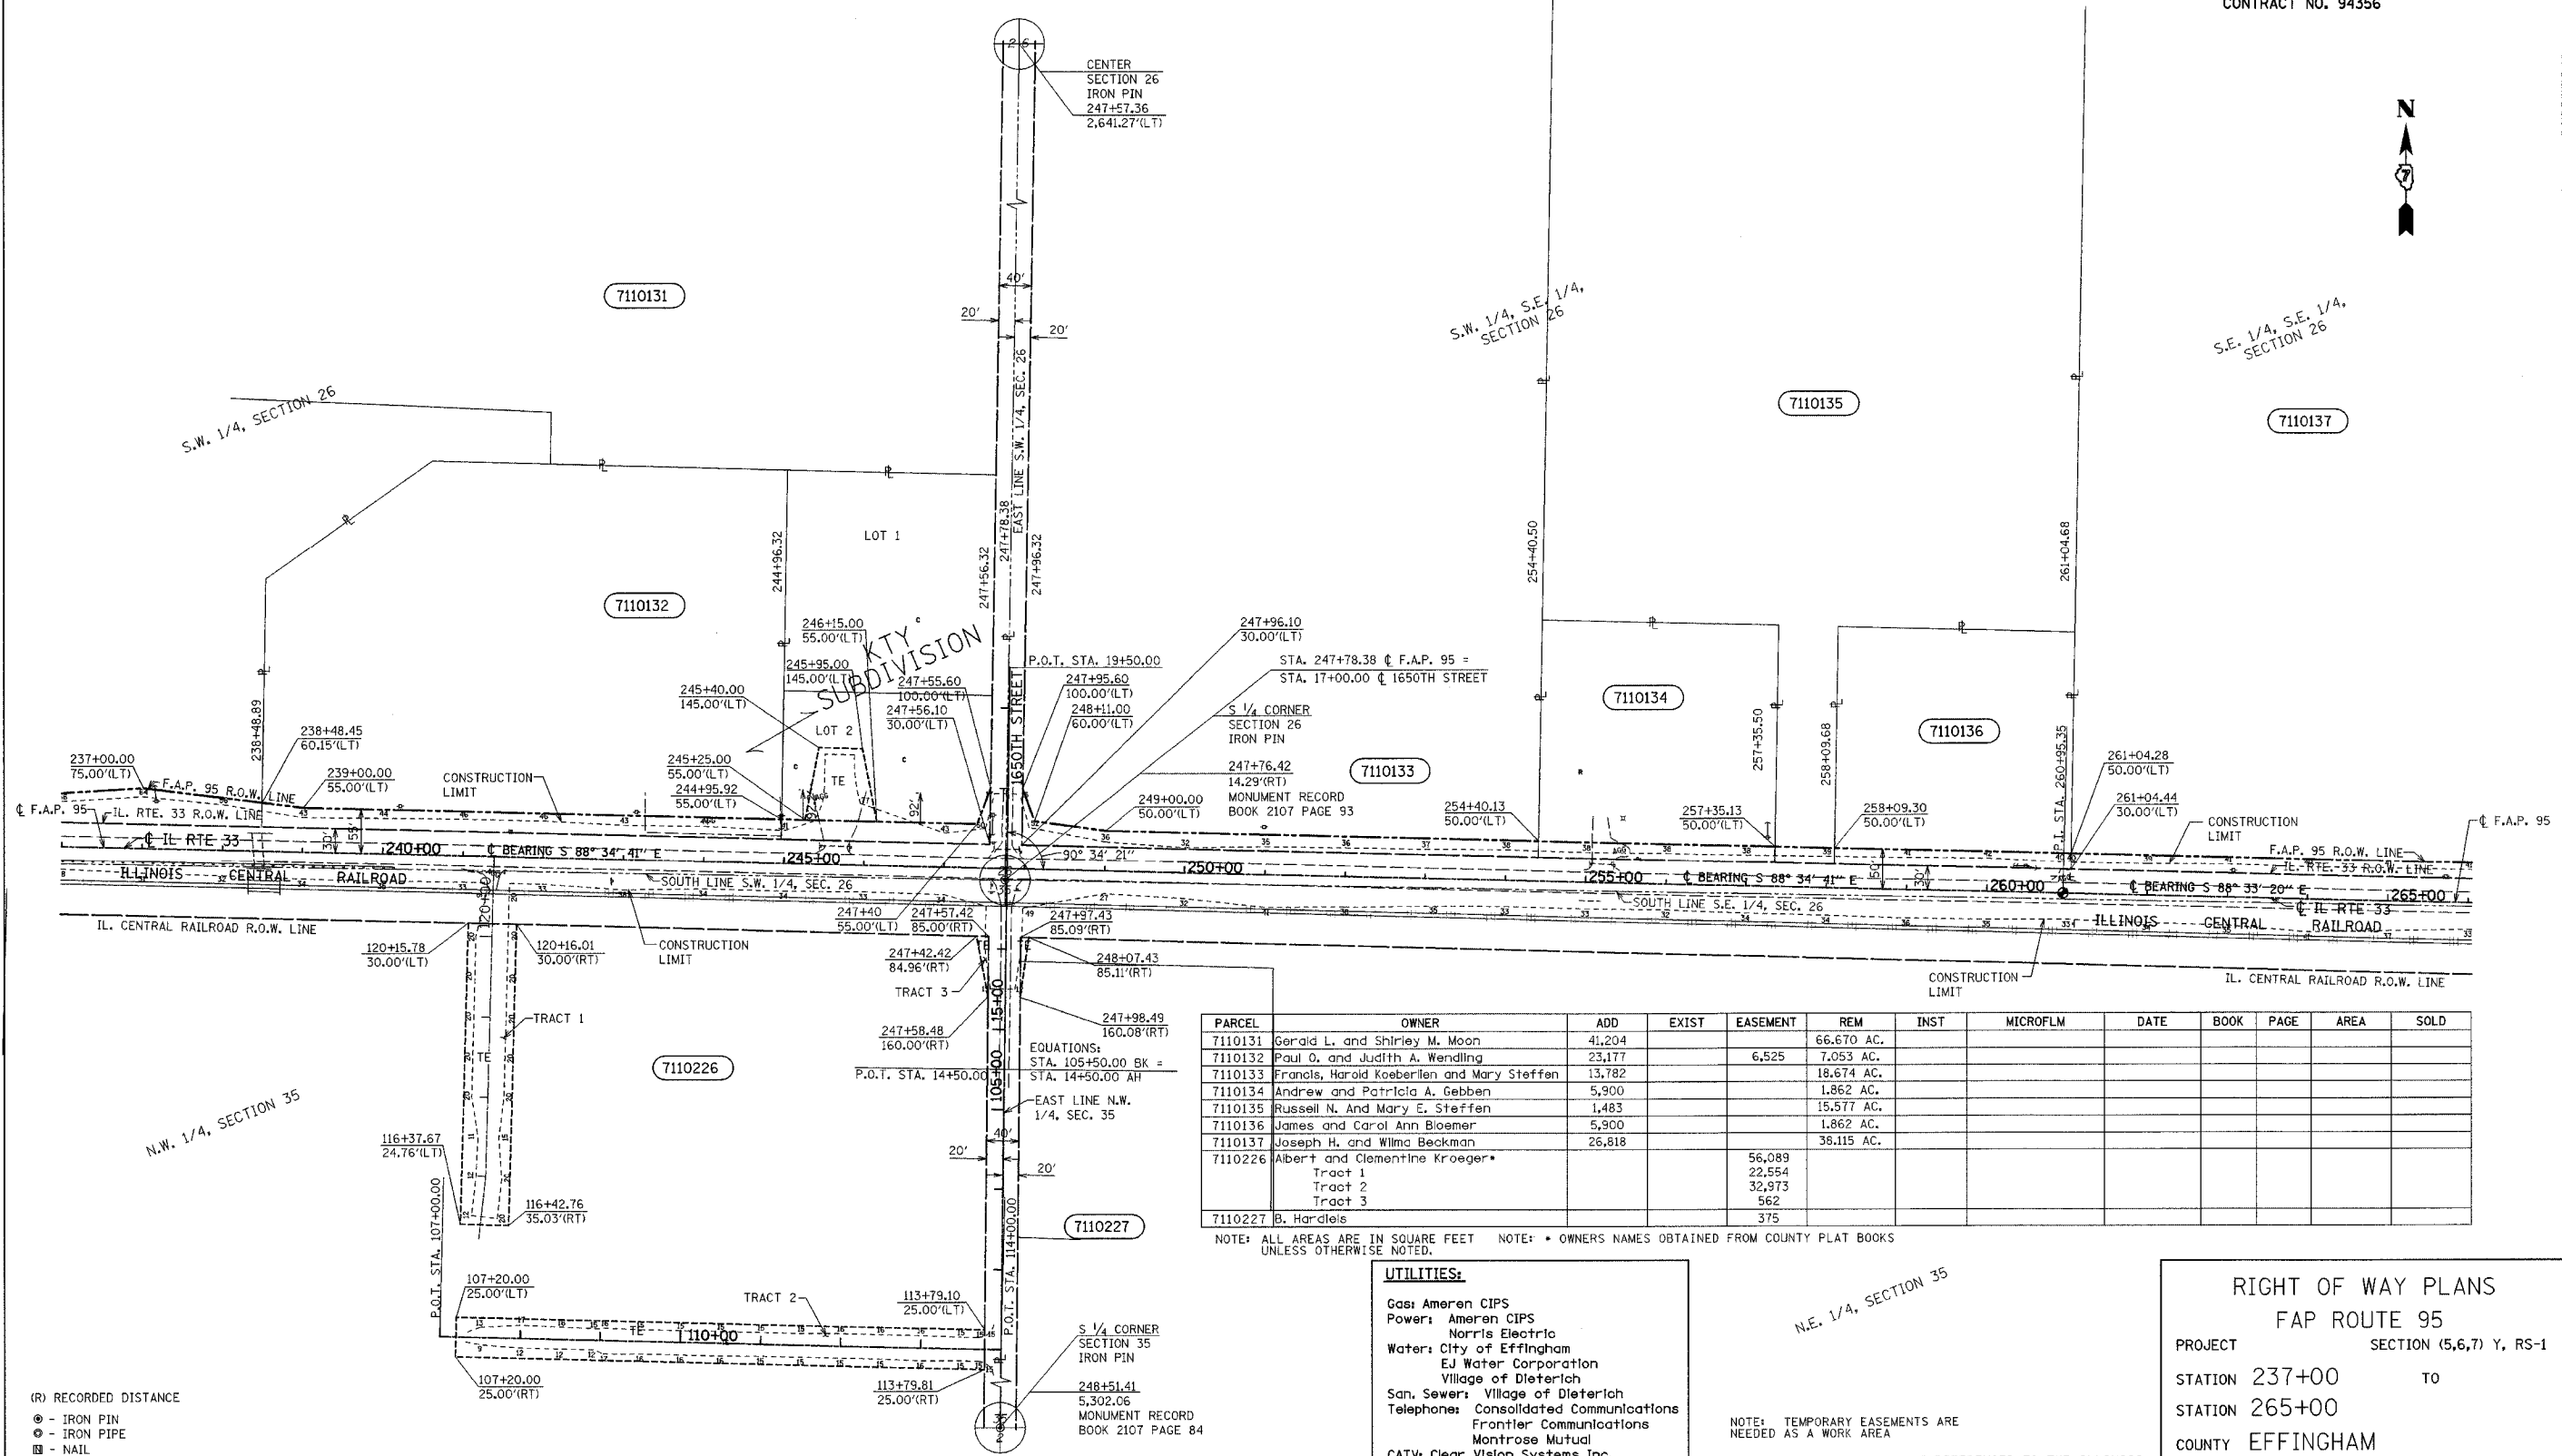 CONTRACT NO. 94356
26
CENTER
SECTION 26
IRON PIN
247+57.36
2,641.27'(LT)
N
7
7110131
40'
20'
20'
S.W. 1/4, S.E. 1/4,
SECTION 26
S.E. 1/4, S.E. 1/4,
SECTION 26
7110135
7110137
S.W. 1/4, SECTION 26
EAST LINE S.W. 1/4, SEC. 26
LOT 1
244+96.32
247+56.32
247+78.38
247+96.32
254+40.50
261+04.68
7110132
KTY
SUBDIVISION
246+15.00
55.00'(LT)
245+95.00
145.00'(LT)
245+40.00
145.00'(LT)
247+55.60
100.00'(LT)
247+56.10
30.00'(LT)
LOT 2
TE
P.O.T. STA. 19+50.00
247+95.60
100.00'(LT)
248+11.00
60.00'(LT)
1650TH STREET
247+96.10
30.00'(LT)
STA. 247+78.38 ℄ F.A.P. 95 =
STA. 17+00.00 ℄ 1650TH STREET
S 1/4 CORNER
SECTION 26
IRON PIN
247+76.42
14.29'(RT)
MONUMENT RECORD
BOOK 2107 PAGE 93
249+00.00
50.00'(LT)
7110133
7110134
7110136
257+35.50
258+09.68
P.O.T. STA. 260+95.35
254+40.13
50.00'(LT)
257+35.13
50.00'(LT)
258+09.30
50.00'(LT)
261+04.28
50.00'(LT)
261+04.44
30.00'(LT)
CONSTRUCTION
LIMIT
℄ F.A.P. 95
F.A.P. 95 R.O.W. LINE
IL. RTE. 33 R.O.W. LINE
238+48.89
238+48.45
60.15'(LT)
237+00.00
75.00'(LT)
239+00.00
55.00'(LT)
CONSTRUCTION
LIMIT
245+25.00
55.00'(LT)
244+95.92
55.00'(LT)
92'
F.A.P. 95 R.O.W. LINE
℄ F.A.P. 95
IL. RTE. 33 R.O.W. LINE
℄ IL RTE 33
30'
55'
240+00
℄ BEARING S 88° 34' 41" E
245+00
90° 34' 21"
250+00
255+00
℄ BEARING S 88° 34' 41" E
50'
30'
260+00
℄ BEARING S 88° 33' 20" E
265+00
℄ IL RTE 33
ILLINOIS CENTRAL RAILROAD
SOUTH LINE S.W. 1/4, SEC. 26
SOUTH LINE S.E. 1/4, SEC. 26
ILLINOIS CENTRAL RAILROAD
IL. CENTRAL RAILROAD R.O.W. LINE
IL. CENTRAL RAILROAD R.O.W. LINE
CONSTRUCTION
LIMIT
120+00
120+15.78
30.00'(LT)
120+16.01
30.00'(RT)
CONSTRUCTION
LIMIT
247+40
55.00'(LT)
247+57.42
85.00'(RT)
247+97.43
85.09'(RT)
247+42.42
84.96'(RT)
248+07.43
85.11'(RT)
TRACT 3
247+58.48
160.00'(RT)
247+98.49
160.08'(RT)
15+00
105+00
EQUATIONS:
STA. 105+50.00 BK =
STA. 14+50.00 AH
P.O.T. STA. 14+50.00
EAST LINE N.W.
1/4, SEC. 35
TRACT 1
TE
7110226
N.W. 1/4, SECTION 35
116+37.67
24.76'(LT)
116+42.76
35.03'(RT)
P.O.T. STA. 107+00.00
40'
20'
20'
P.O.T. STA. 114+00.00
7110227
107+20.00
25.00'(LT)
TRACT 2
113+79.10
25.00'(LT)
TE
110+00
107+20.00
25.00'(RT)
113+79.81
25.00'(RT)
S 1/4 CORNER
SECTION 35
IRON PIN
248+51.41
5,302.06
MONUMENT RECORD
BOOK 2107 PAGE 84
35
2
PARCEL OWNER ADD EXIST EASEMENT REM INST MICROFLM DATE BOOK PAGE AREA SOLD
7110131 Gerald L. and Shirley M. Moon 41,204 66.670 AC.
7110132 Paul O. and Judith A. Wendling 23,177 6,525 7.053 AC.
7110133 Francis, Harold Koeberlien and Mary Steffen 13,782 18.674 AC.
7110134 Andrew and Patricia A. Gebben 5,900 1.862 AC.
7110135 Russell N. And Mary E. Steffen 1,483 15.577 AC.
7110136 James and Carol Ann Bloemer 5,900 1.862 AC.
7110137 Joseph H. and Wilma Beckman 26,818 38.115 AC.
7110226 Albert and Clementine Kroeger* 56,089
Tract 1 22,554
Tract 2 32,973
Tract 3 562
7110227 B. Hardiels 375
NOTE: ALL AREAS ARE IN SQUARE FEET NOTE: * OWNERS NAMES OBTAINED FROM COUNTY PLAT BOOKS
UNLESS OTHERWISE NOTED.
UTILITIES:
Gas: Ameren CIPS
Power: Ameren CIPS
Norris Electric
Water: City of Effingham
EJ Water Corporation
Village of Dieterich
San. Sewer: Village of Dieterich
Telephone: Consolidated Communications
Frontier Communications
Montrose Mutual
CATV: Clear Vision Systems Inc.
N.E. 1/4, SECTION 35
NOTE: TEMPORARY EASEMENTS ARE
NEEDED AS A WORK AREA
RIGHT OF WAY PLANS
FAP ROUTE 95
PROJECT SECTION (5,6,7) Y, RS-1
STATION 237+00 TO
STATION 265+00
COUNTY EFFINGHAM
(R) RECORDED DISTANCE
- IRON PIN
- IRON PIPE
- NAIL